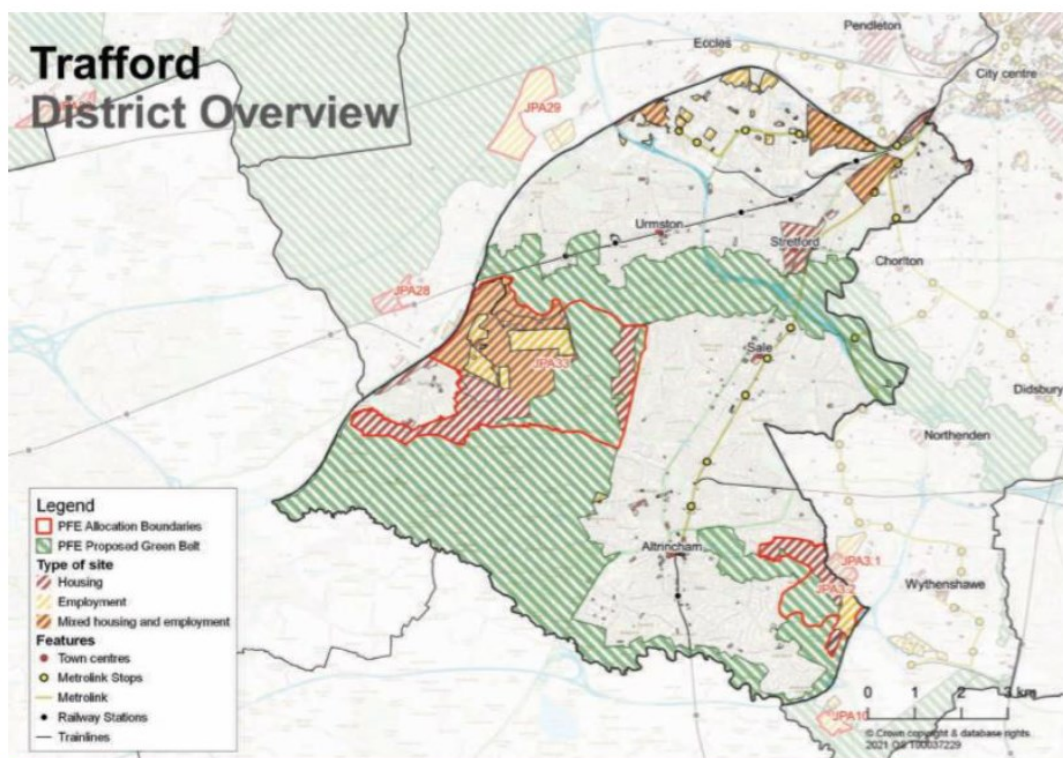 Trafford
District Overview
Pendleton
Eccles
City centre
JPA29
Urmston
Stretford
Chorlton
JPA28
Sale
JPA33
Didsbury
Northenden
Altrincham
JPA3.1
JPA3.2
Wythenshawe
JPA10
Legend
PFE Allocation Boundaries
PFE Proposed Green Belt
Type of site
Housing
Employment
Mixed housing and employment
Features
Town centres
Metrolink Stops
Metrolink
Railway Stations
Trainlines
0 1 2 3 km
© Crown copyright & database rights
2021 OS 100037229